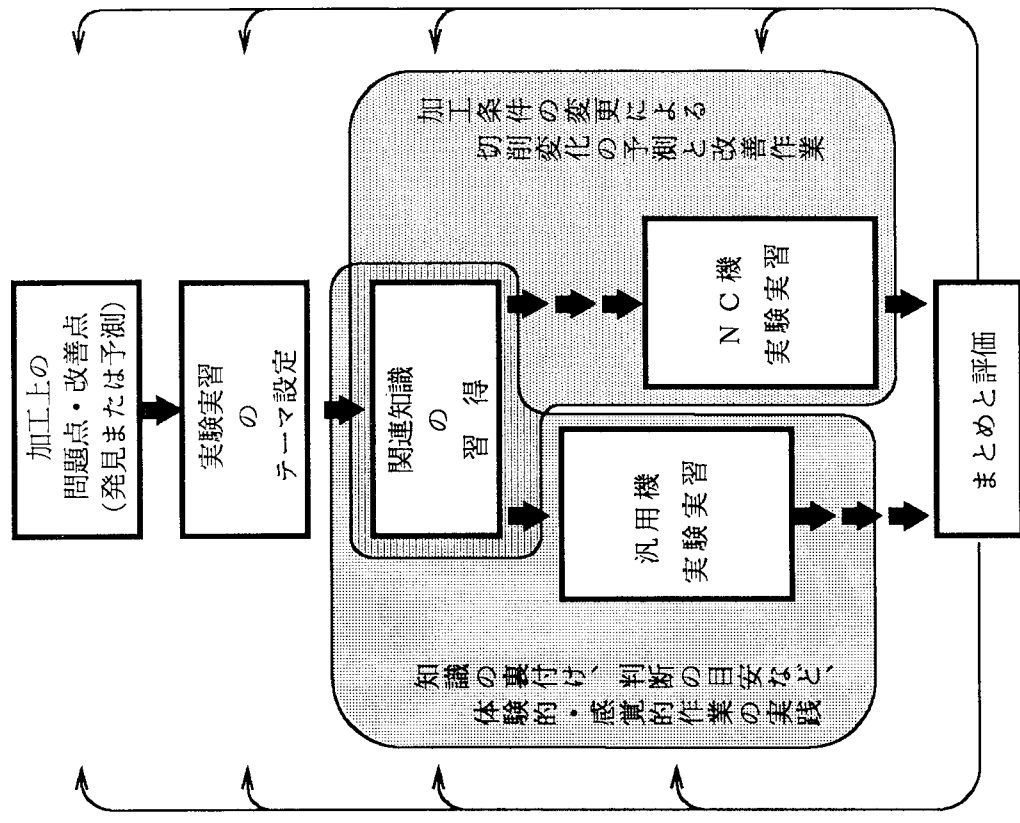 加工上の
問題点・改善点
(発見または予測)
実験実習
の
テーマ設定
関連知識
の
習得
汎用機
実験実習
NC機
実験実習
まとめと評価
知識の裏付け、判断の目安など、
体験的・感覚的作業の実践
加工条件の変更による
切削変化の予測と改善作業